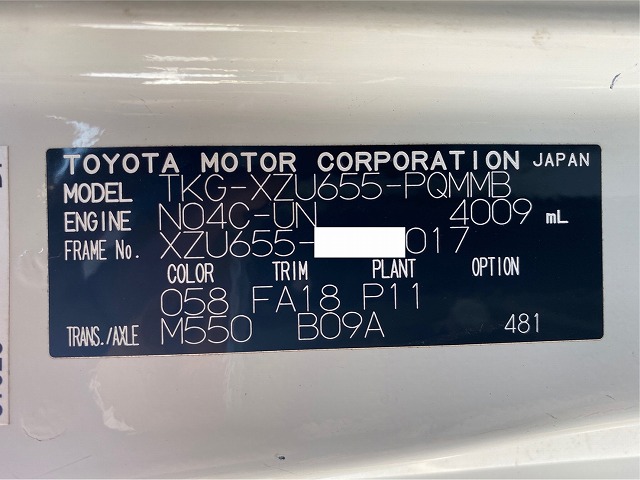 TOYOTA MOTOR CORPORATION JAPAN
MODEL TKG-XZU655-PQMMB
ENGINE N04C-UN 4009 mL
FRAME No. XZU655- 017
COLOR TRIM PLANT OPTION
058 FA18 P11
TRANS./AXLE M550 B09A 481